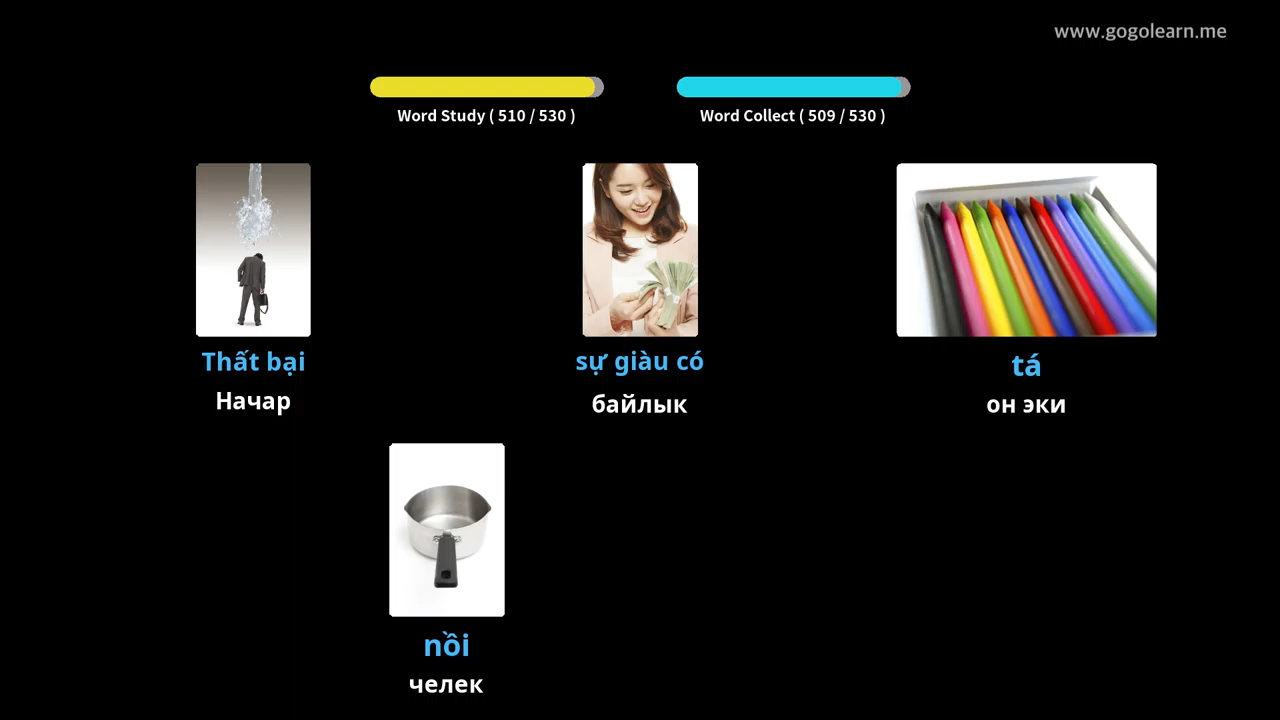 www.gogolearn.me
Word Study ( 510 / 530 )
Word Collect ( 509 / 530 )
Thất bại
Начар
sự giàu có
байлык
tá
он эки
nồi
челек